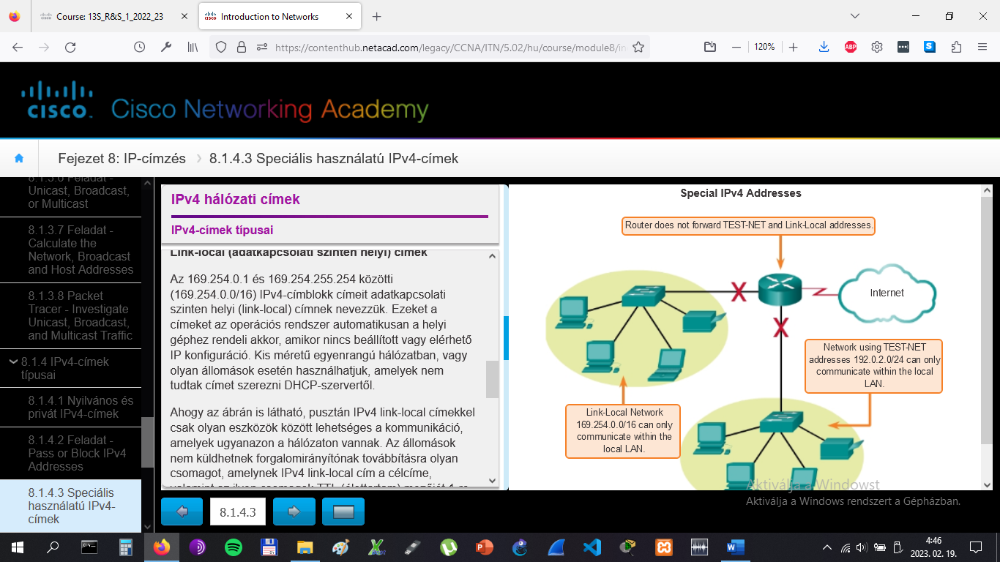 Course: 13S_R&S_1_2022_23
Introduction to Networks
https://contenthub.netacad.com/legacy/CCNA/ITN/5.02/hu/course/module8/in
120%
ABP
S
CISCO
Cisco Networking Academy
Fejezet 8: IP-címzés
8.1.4.3 Speciális használatú IPv4-címek
8.1.3.6 Feladat -
Unicast, Broadcast,
or Multicast
8.1.3.7 Feladat -
Calculate the
Network, Broadcast
and Host Addresses
8.1.3.8 Packet
Tracer - Investigate
Unicast, Broadcast,
and Multicast Traffic
8.1.4 IPv4-címek
típusai
8.1.4.1 Nyilvános és
privát IPv4-címek
8.1.4.2 Feladat -
Pass or Block IPv4
Addresses
8.1.4.3 Speciális
használatú IPv4-
címek
IPv4 hálózati címek
IPv4-címek típusai
Link-local (adatkapcsolati szinten helyi) címek
Az 169.254.0.1 és 169.254.255.254 közötti
(169.254.0.0/16) IPv4-címblokk címeit adatkapcsolati
szinten helyi (link-local) címnek nevezzük. Ezeket a
címeket az operációs rendszer automatikusan a helyi
géphez rendeli akkor, amikor nincs beállított vagy elérhető
IP konfiguráció. Kis méretű egyenrangú hálózatban, vagy
olyan állomások esetén használhatjuk, amelyek nem
tudtak címet szerezni DHCP-szervertől.
Ahogy az ábrán is látható, pusztán IPv4 link-local címekkel
csak olyan eszközök között lehetséges a kommunikáció,
amelyek ugyanazon a hálózaton vannak. Az állomások
nem küldhetnek forgalomirányítónak továbbításra olyan
csomagot, amelynek IPv4 link-local cím a célcíme,
valamint az ilyen csomagok TTL (élettartam) mezőjét 1-re
8.1.4.3
Special IPv4 Addresses
Router does not forward TEST-NET and Link-Local addresses.
Internet
Network using TEST-NET
addresses 192.0.2.0/24 can only
communicate within the local
LAN.
Link-Local Network
169.254.0.0/16 can only
communicate within the
local LAN.
Aktiválja a Windowst
Aktiválja a Windows rendszert a Gépházban.
4:46
2023. 02. 19.